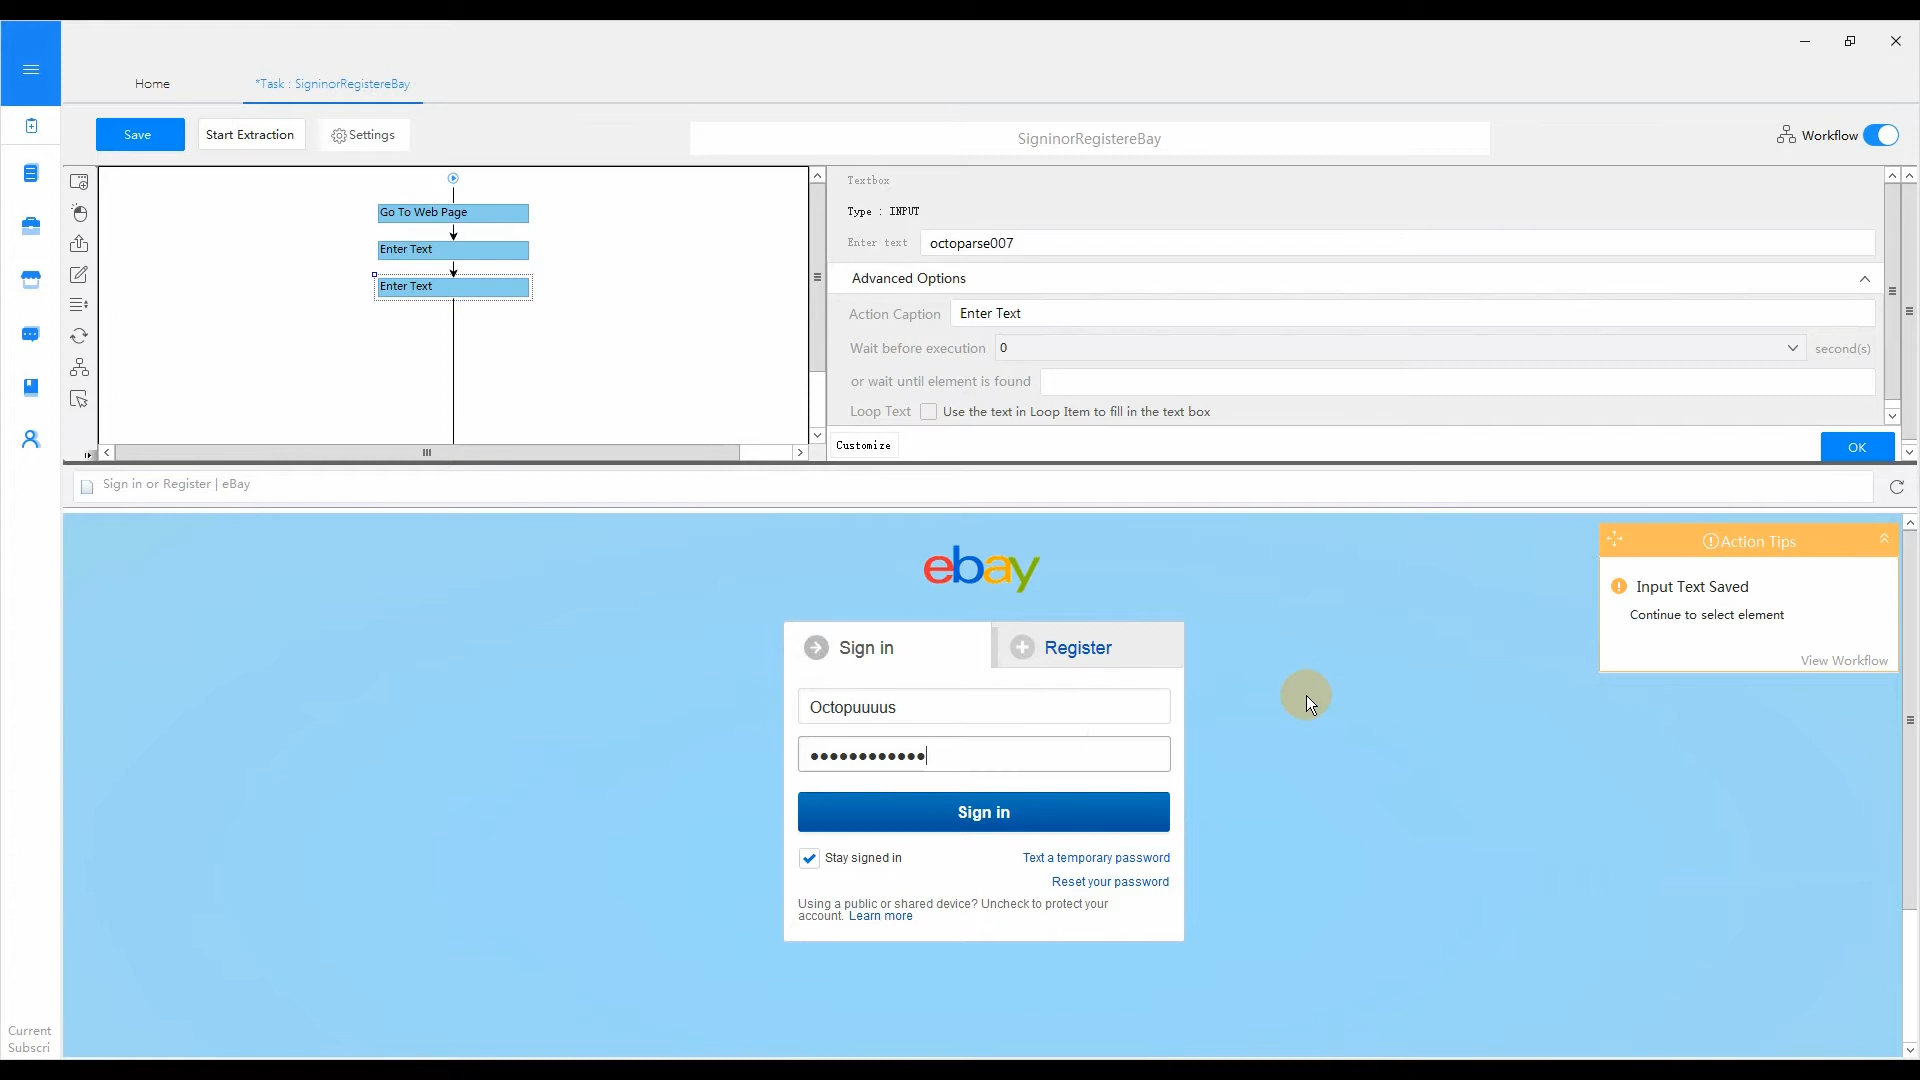 Home
*Task : SigninorRegistereBay
Save
Start Extraction
Settings
SigninorRegistereBay
Workflow
Go To Web Page
Enter Text
Enter Text
Textbox
Type : INPUT
Enter text octoparse007
Advanced Options
Action Caption Enter Text
Wait before execution 0 second(s)
or wait until element is found
Loop Text Use the text in Loop Item to fill in the text box
Customize
OK
Sign in or Register | eBay
ebay
Action Tips
Input Text Saved
Continue to select element
View Workflow
Sign in
Register
Octopuuuus
••••••••••••
Sign in
Stay signed in
Text a temporary password
Reset your password
Using a public or shared device? Uncheck to protect your
account. Learn more
Current
Subscri